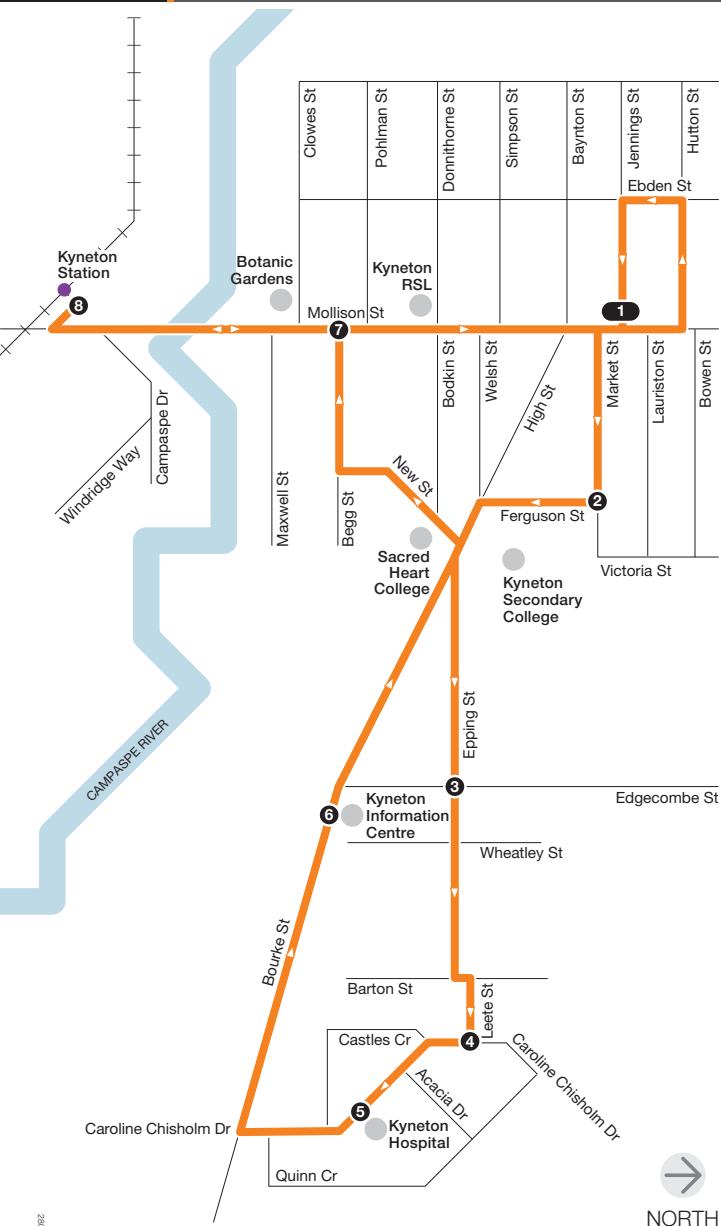 Clowes St
Pohlman St
Donnithorne St
Simpson St
Baynton St
Jennings St
Hutton St
Ebden St
Kyneton
Station
8
Botanic
Gardens
Kyneton
RSL
1
Mollison St
7
Bodkin St
Welsh St
High St
Market St
Lauriston St
Bowen St
Campaspe Dr
Windridge Way
Maxwell St
Begg St
New St
2
Ferguson St
Sacred
Heart
College
Kyneton
Secondary
College
Victoria St
CAMPASPE RIVER
Epping St
3
Edgecombe St
6
Kyneton
Information
Centre
Wheatley St
Bourke St
Barton St
Leete St
4
Castles Cr
Caroline Chisholm Dr
Acacia Dr
5
Kyneton
Hospital
Caroline Chisholm Dr
Quinn Cr
NORTH